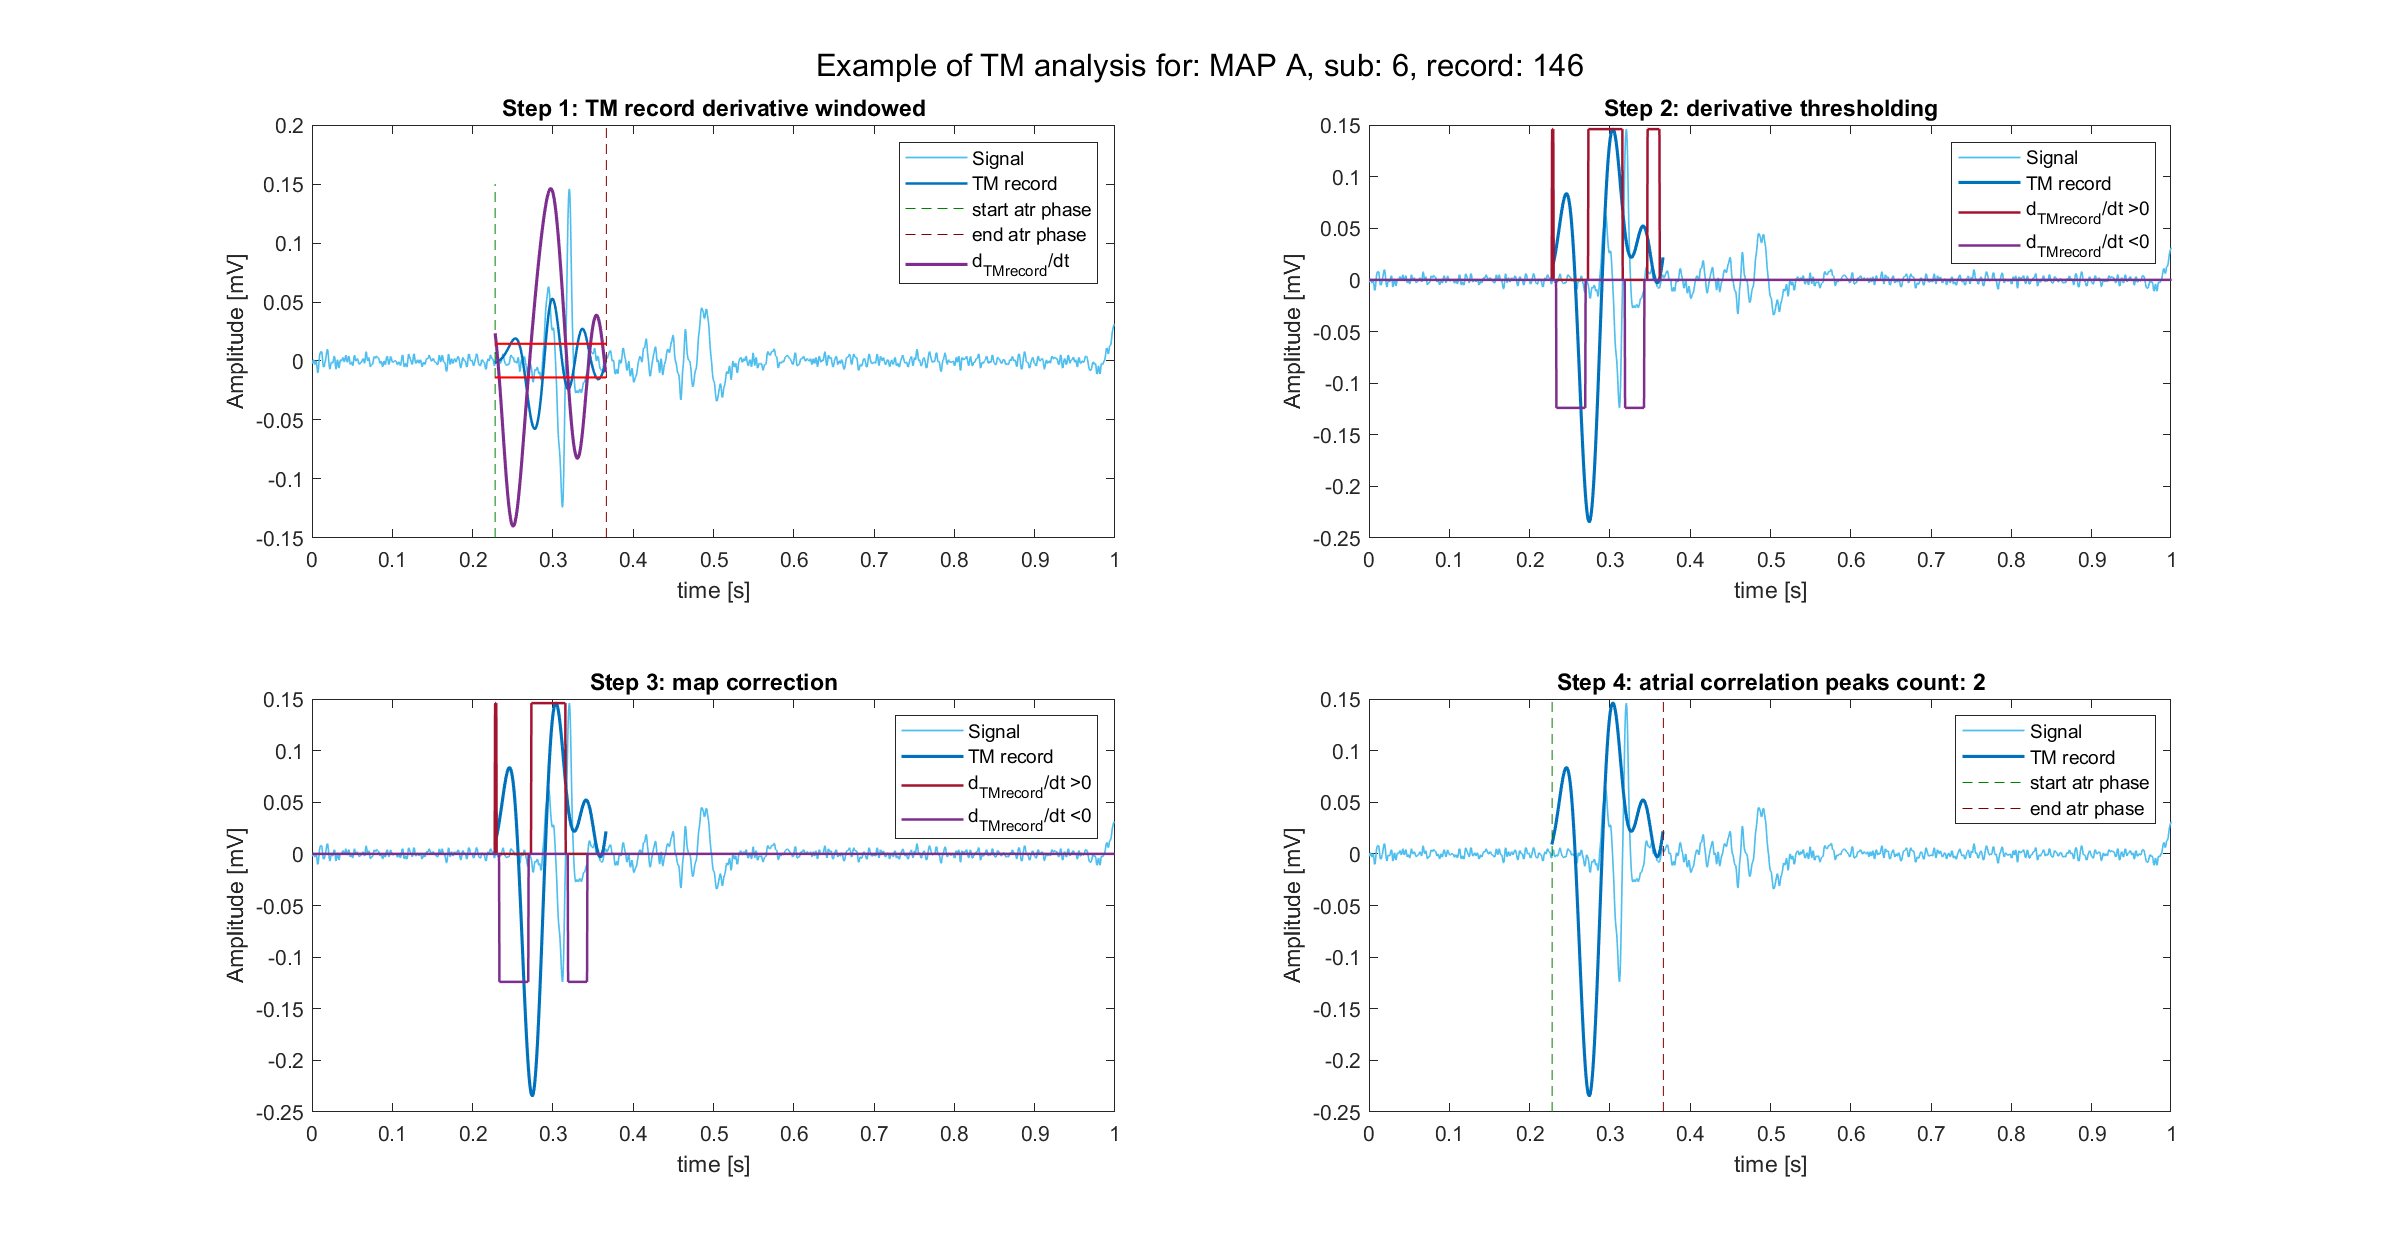 Example of TM analysis for: MAP A, sub: 6, record: 146
Step 1: TM record derivative windowed
0.2
0.15
0.1
0.05
0
-0.05
-0.1
-0.15
Amplitude [mV]
0 0.1 0.2 0.3 0.4 0.5 0.6 0.7 0.8 0.9 1
time [s]
Signal
TM record
start atr phase
end atr phase
d_TMrecord/dt
Step 2: derivative thresholding
0.15
0.1
0.05
0
-0.05
-0.1
-0.15
-0.2
-0.25
Amplitude [mV]
0 0.1 0.2 0.3 0.4 0.5 0.6 0.7 0.8 0.9 1
time [s]
Signal
TM record
d_TMrecord/dt >0
d_TMrecord/dt <0
Step 3: map correction
0.15
0.1
0.05
0
-0.05
-0.1
-0.15
-0.2
-0.25
Amplitude [mV]
0 0.1 0.2 0.3 0.4 0.5 0.6 0.7 0.8 0.9 1
time [s]
Signal
TM record
d_TMrecord/dt >0
d_TMrecord/dt <0
Step 4: atrial correlation peaks count: 2
0.15
0.1
0.05
0
-0.05
-0.1
-0.15
-0.2
-0.25
Amplitude [mV]
0 0.1 0.2 0.3 0.4 0.5 0.6 0.7 0.8 0.9 1
time [s]
Signal
TM record
start atr phase
end atr phase